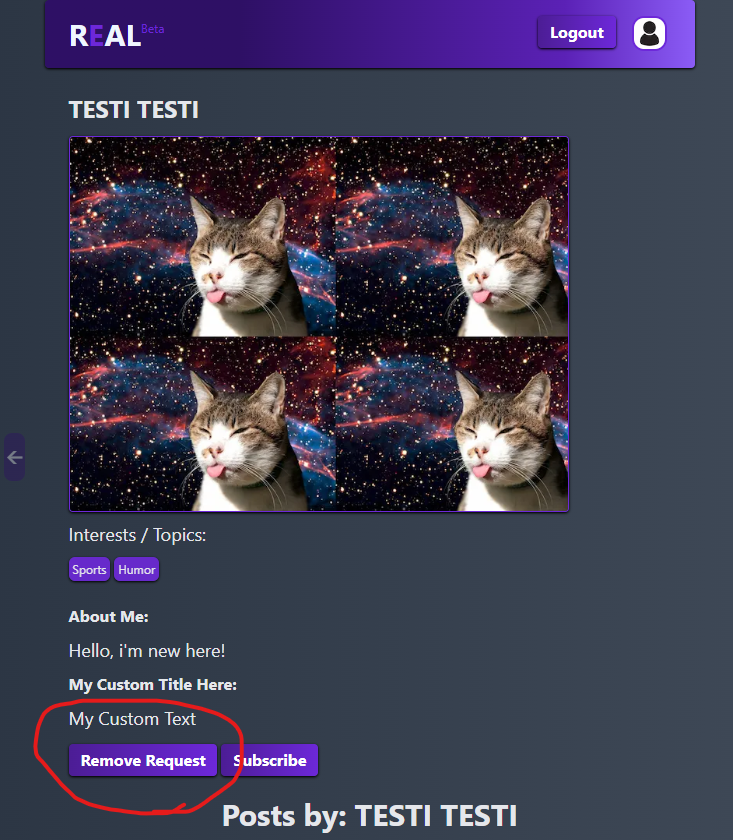 REAL Beta
Logout
TESTI TESTI
Interests / Topics:
Sports Humor
About Me:
Hello, i'm new here!
My Custom Title Here:
My Custom Text
Remove Request Subscribe
Posts by: TESTI TESTI